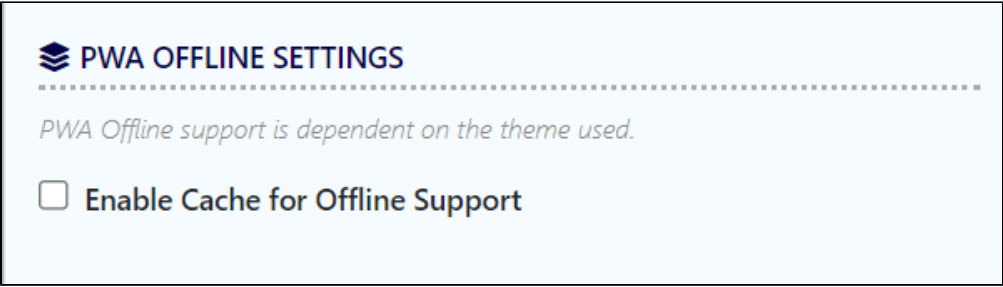 PWA OFFLINE SETTINGS
PWA Offline support is dependent on the theme used.
Enable Cache for Offline Support